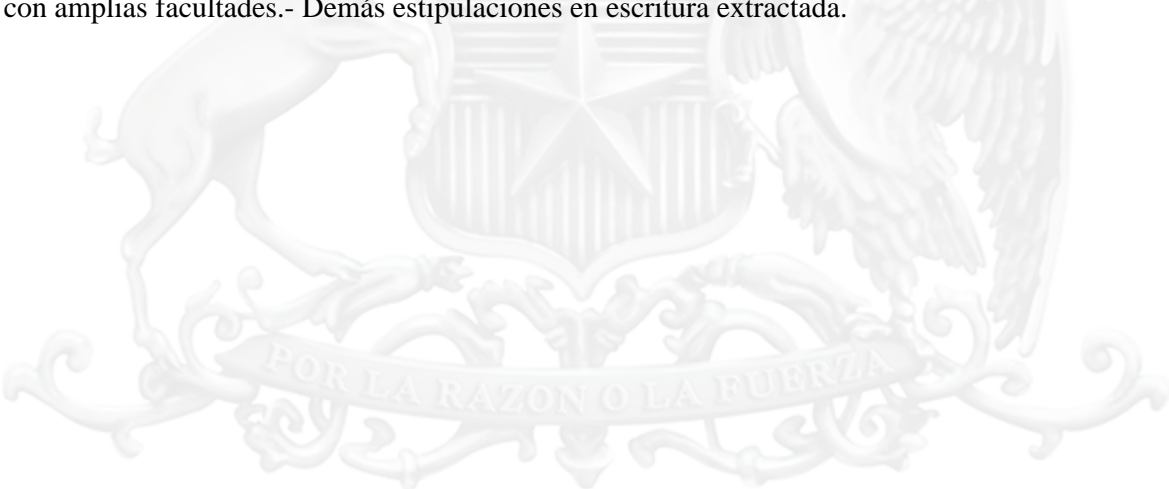 con amplias facultades.- Demás estipulaciones en escritura extractada.
POR LA RAZON O LA FUERZA